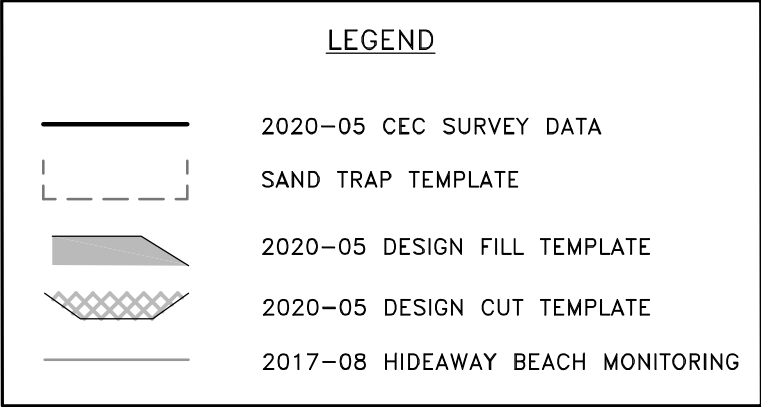 LEGEND
2020-05 CEC SURVEY DATA
SAND TRAP TEMPLATE
2020-05 DESIGN FILL TEMPLATE
2020-05 DESIGN CUT TEMPLATE
2017-08 HIDEAWAY BEACH MONITORING